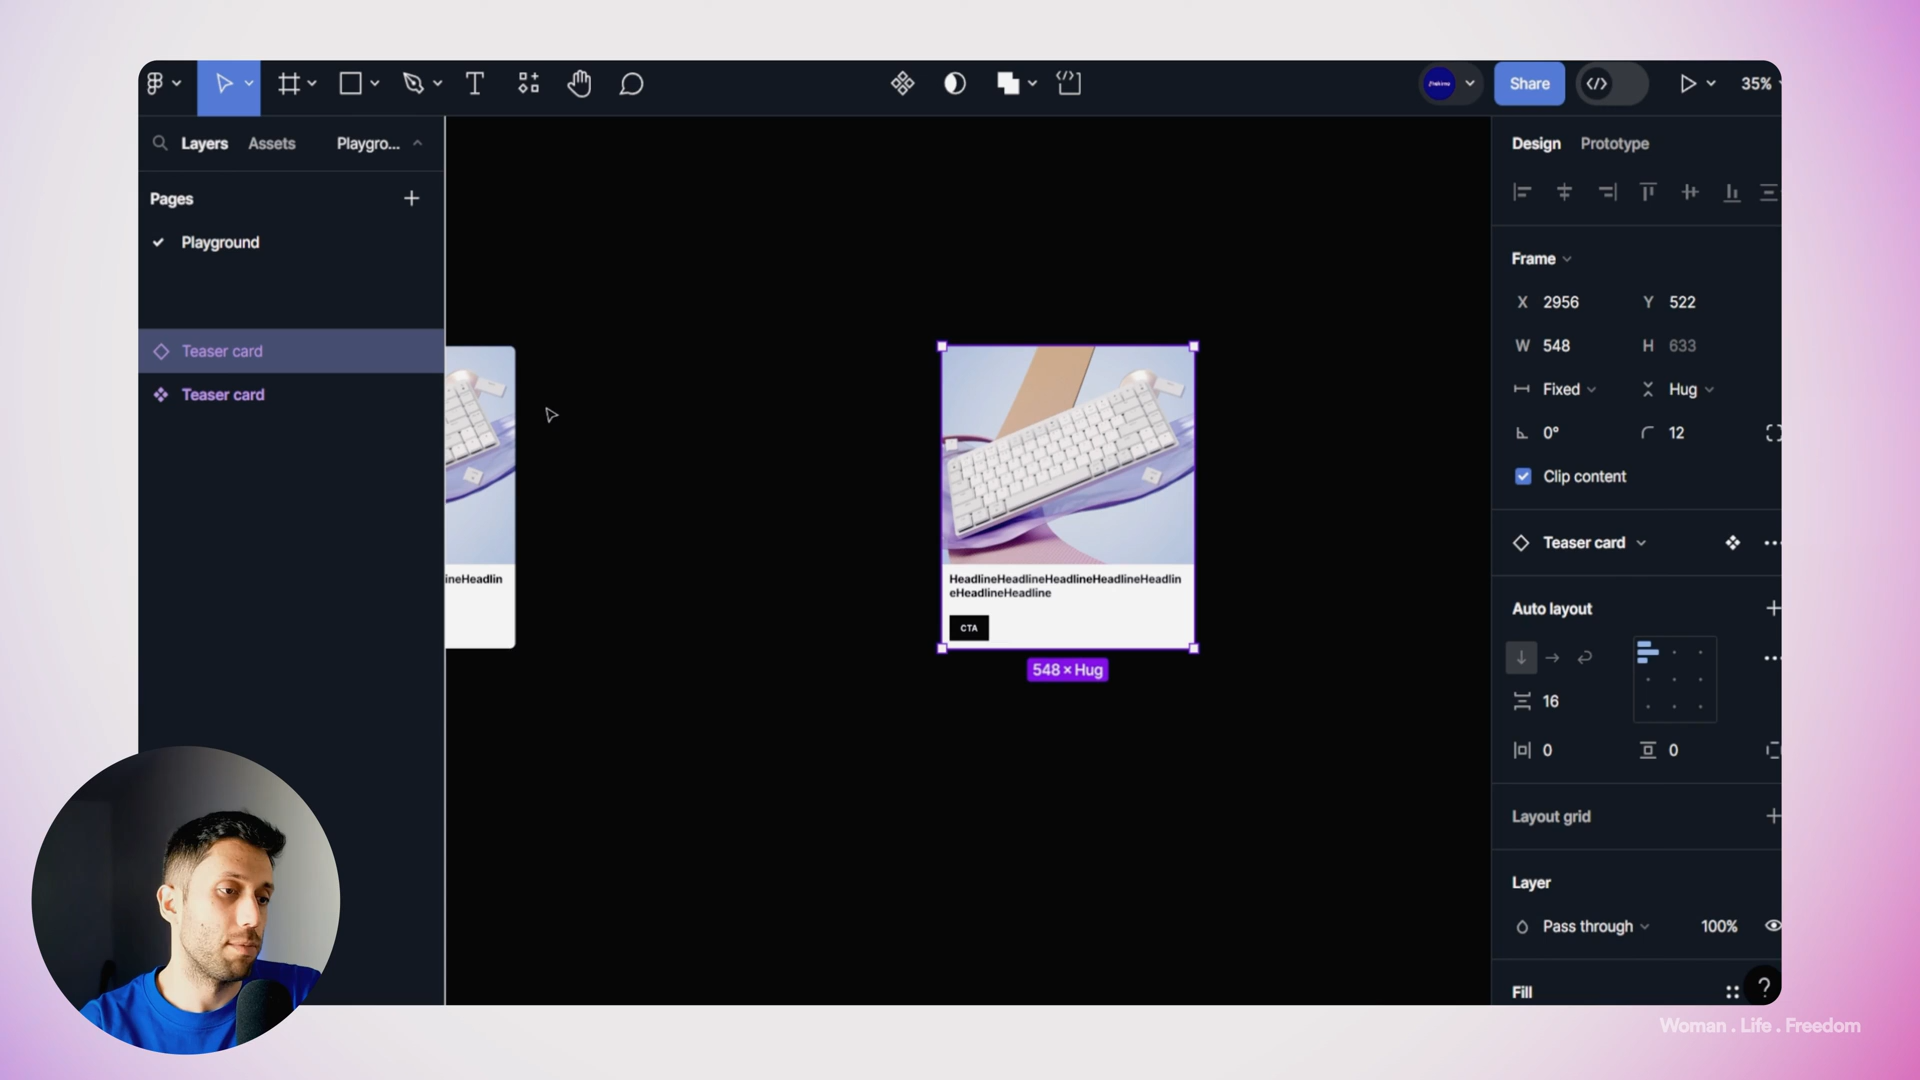 Share
35%
Layers
Assets
Playgro...
Pages
Playground
Teaser card
Teaser card
ineHeadlin
HeadlineHeadlineHeadlineHeadlineHeadlin
eHeadlineHeadline
CTA
548 × Hug
Design
Prototype
Frame
X 2956
Y 522
W 548
H 633
Fixed
Hug
0°
12
Clip content
Teaser card
Auto layout
16
0
0
Layout grid
Layer
Pass through
100%
Fill
?
Woman . Life . Freedom